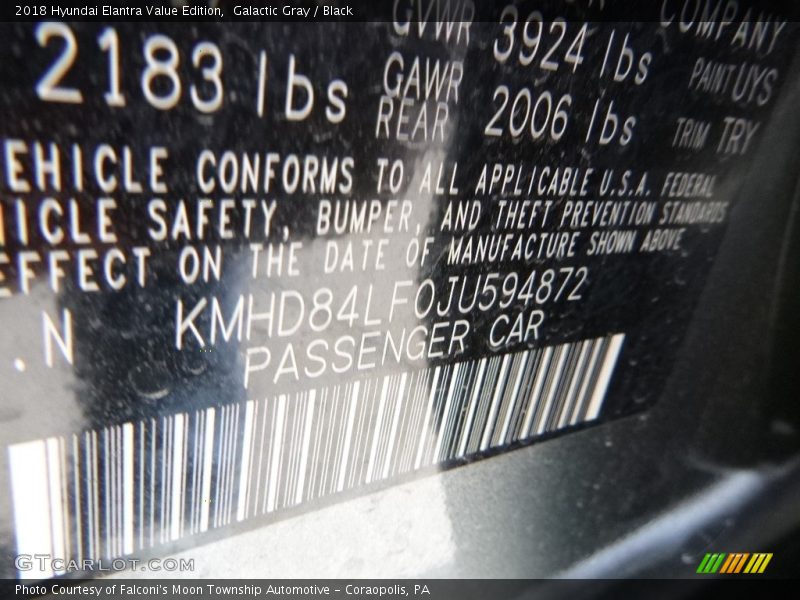 2018 Hyundai Elantra Value Edition,  Galactic Gray / Black
GVWR 3924 lbs COMPANY
2183 lbs GAWR REAR 2006 lbs PAINT UYS
TRIM TRY
EHICLE CONFORMS TO ALL APPLICABLE U.S.A. FEDERAL
HICLE SAFETY, BUMPER, AND THEFT PREVENTION STANDARDS
EFFECT ON THE DATE OF MANUFACTURE SHOWN ABOVE
.N KMHD84LF0JU594872
PASSENGER CAR
GTCARLOT.COM
Photo Courtesy of Falconi's Moon Township Automotive – Coraopolis, PA